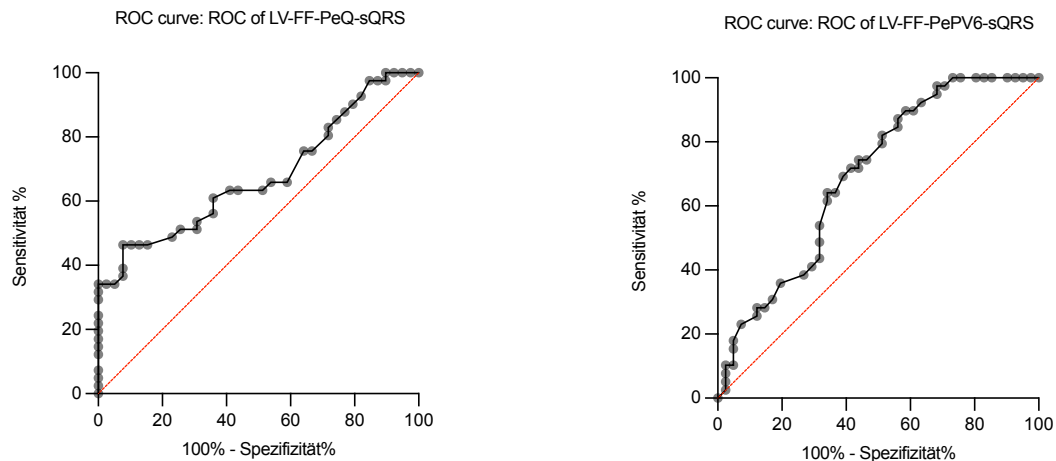 ROC curve: ROC of LV-FF-PeQ-sQRS
100
80
60
40
20
0
Sensitivität %
0 20 40 60 80 100
100% - Spezifizität%
ROC curve: ROC of LV-FF-PePV6-sQRS
100
80
60
40
20
0
Sensitivität %
0 20 40 60 80 100
100% - Spezifizität%